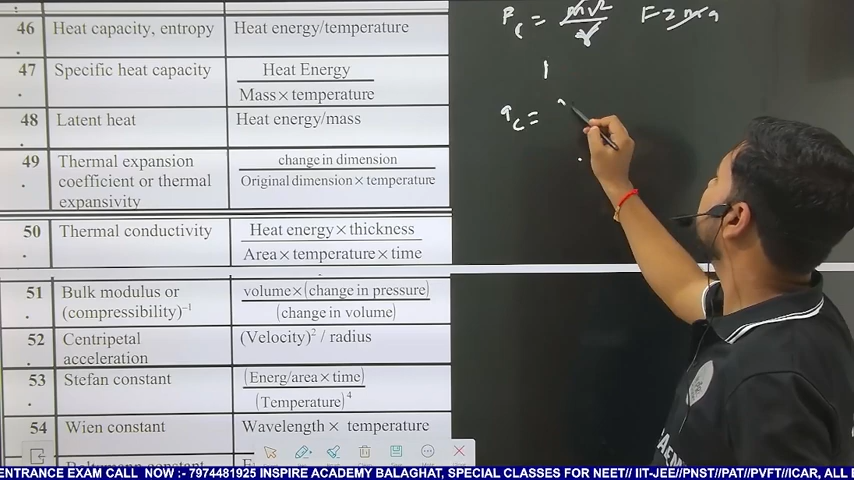 46. Heat capacity, entropy Heat energy/temperature
47. Specific heat capacity Heat Energy
Mass× temperature
48. Latent heat Heat energy/mass
49. Thermal expansion coefficient or thermal expansivity change in dimension
Original dimension× temperature
50. Thermal conductivity Heat energy× thickness
Area× temperature× time
51. Bulk modulus or (compressibility)⁻¹ volume×(change in pressure)
(change in volume)
52. Centripetal acceleration (Velocity)² / radius
53. Stefan constant (Energ/area×time)
(Temperature)⁴
54 Wien constant Wavelength× temperature
Fc = mv²
r
a_c =
ENTRANCE EXAM CALL NOW :- 7974481925 INSPIRE ACADEMY BALAGHAT, SPECIAL CLASSES FOR NEET// IIT-JEE//PNST//PAT//PVFT//ICAR, ALL